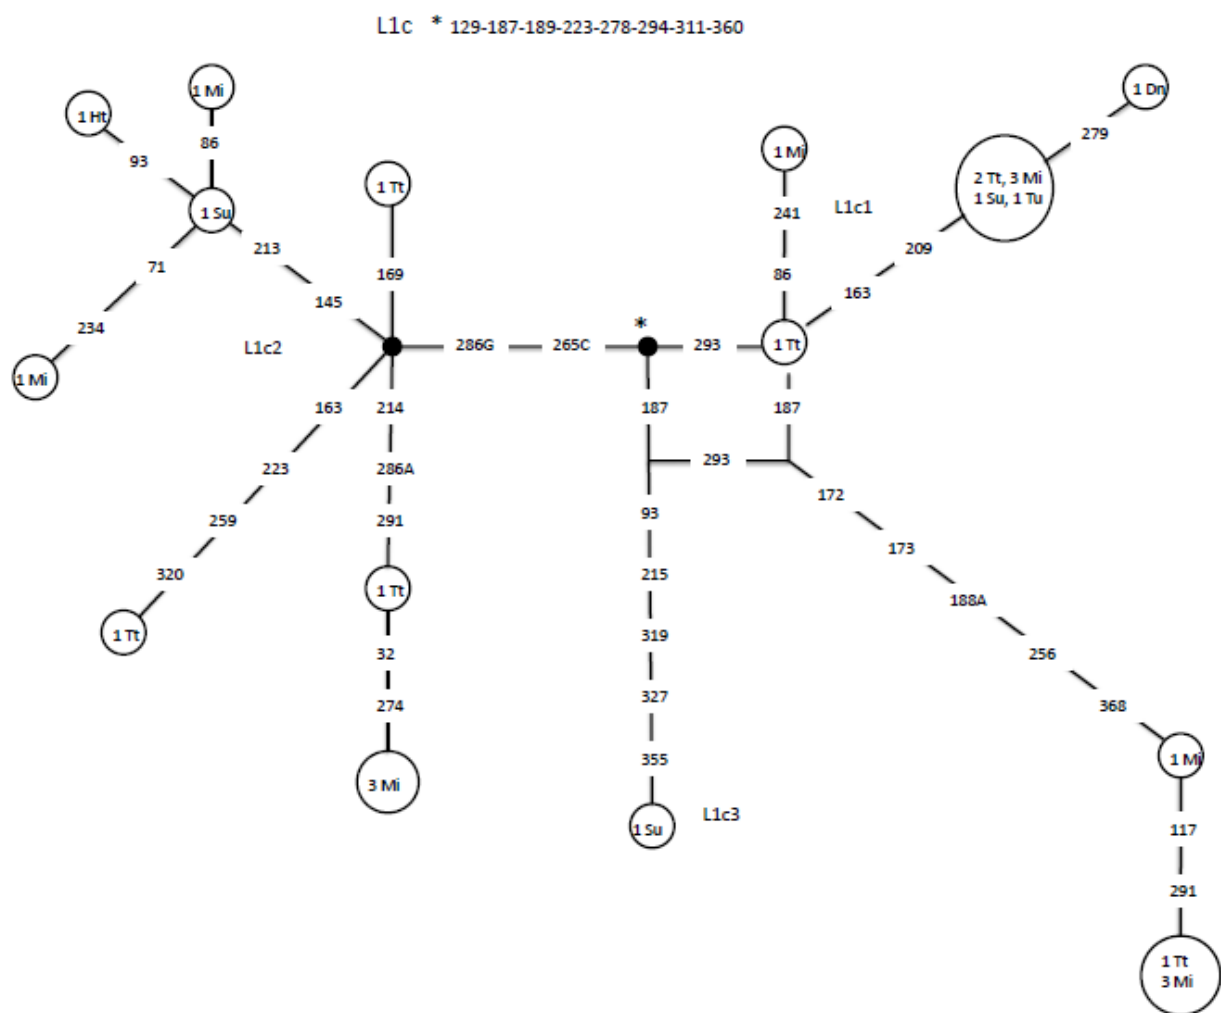 L1c * 129-187-189-223-278-294-311-360
1 Mi
1 Dn
1 Ht
86
279
93
1 Mi
2 Tt, 3 Mi
1 Su, 1 Tu
1 Tt
1 Su
241
L1c1
213
209
71
169
86
163
145
234
*
L1c2
286G
265C
293
1 Tt
1 Mi
163
214
187
187
223
286A
293
172
259
291
93
173
320
1 Tt
215
188A
1 Tt
32
319
256
274
327
368
3 Mi
355
1 Mi
1 Su
L1c3
117
291
1 Tt
3 Mi